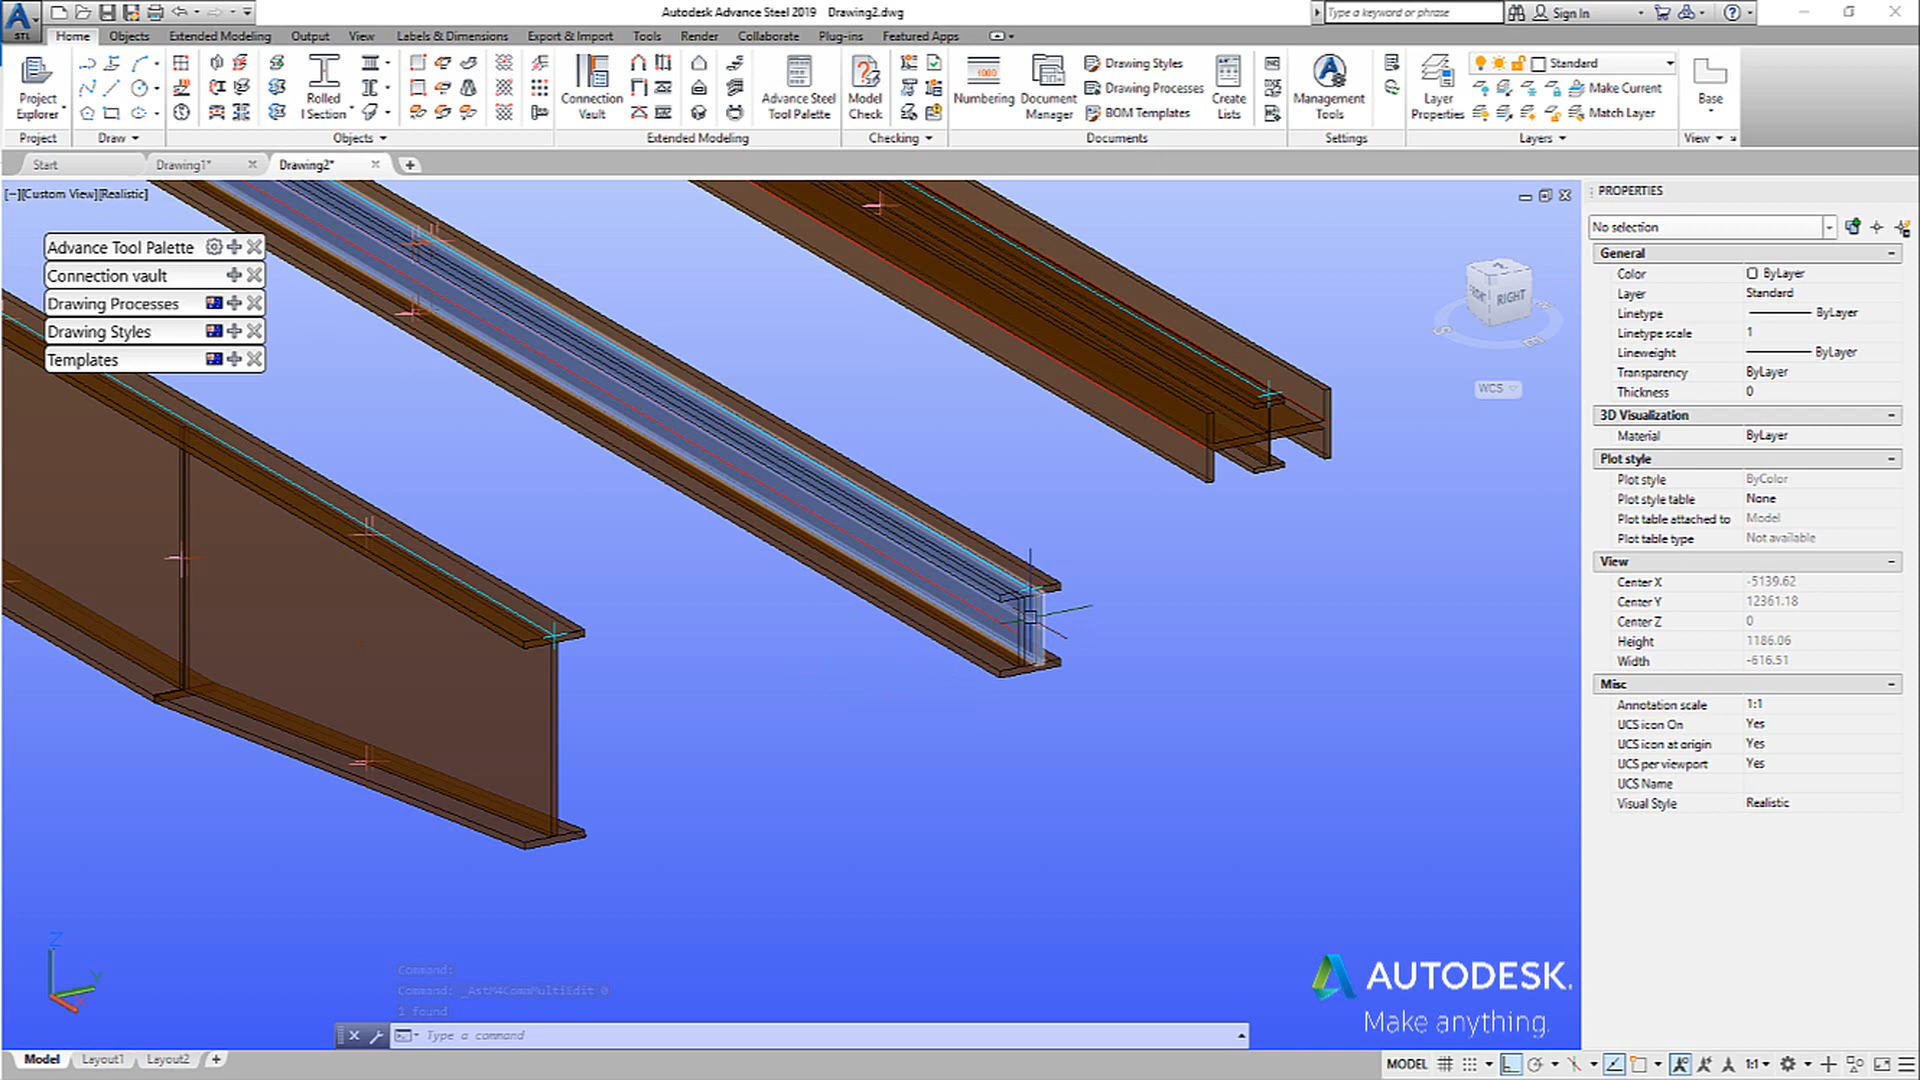 Autodesk Advance Steel 2019 Drawing2.dwg
Type a keyword or phrase
Sign In
STL
Home Objects Extended Modeling Output View Labels & Dimensions Export & Import Tools Render Collaborate Plug-ins Featured Apps
Project Explorer
Rolled I Section
Connection Vault
Advance Steel Tool Palette
Model Check
1000
Numbering
Document Manager
Drawing Styles
Drawing Processes
BOM Templates
Create Lists
Management Tools
Layer Properties
Standard
Make Current
Match Layer
Base
Project Draw Objects Extended Modeling Checking Documents Settings Layers View
Start Drawing1* Drawing2*
[−][Custom View][Realistic]
Advance Tool Palette
Connection vault
Drawing Processes
Drawing Styles
Templates
FRONT RIGHT
WCS
Z
Y
X
PROPERTIES
No selection
General
Color ByLayer
Layer Standard
Linetype ByLayer
Linetype scale 1
Lineweight ByLayer
Transparency ByLayer
Thickness 0
3D Visualization
Material ByLayer
Plot style
Plot style ByColor
Plot style table None
Plot table attached to Model
Plot table type Not available
View
Center X -5139.62
Center Y 12361.18
Center Z 0
Height 1186.06
Width -616.51
Misc
Annotation scale 1:1
UCS icon On Yes
UCS icon at origin Yes
UCS per viewport Yes
UCS Name
Visual Style Realistic
Command:
Command: _AstM4CommMultiEdit 0
1 found
Type a command
AUTODESK.
Make anything.
Model Layout1 Layout2
MODEL 1:1